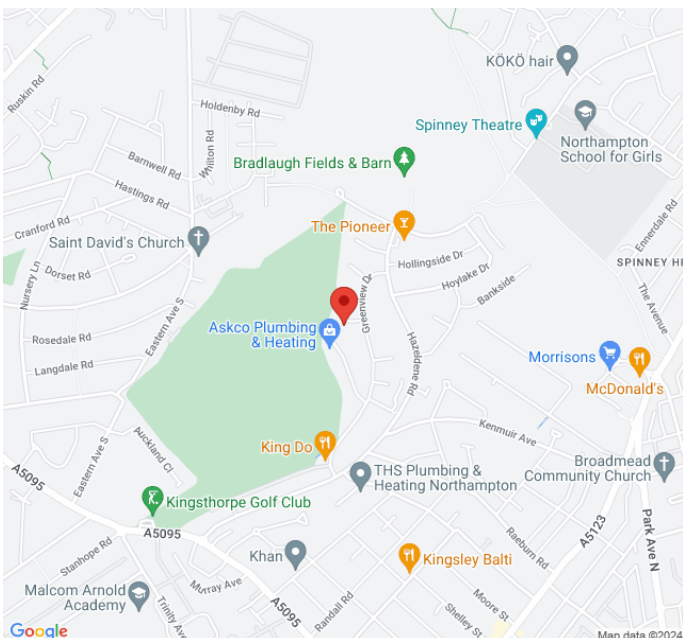 KÖKÖ hair
Ruskin Rd
Holdenby Rd
Spinney Theatre
Northampton
School for Girls
Whilton Rd
Barnwell Rd
Bradlaugh Fields & Barn
Hastings Rd
Cranford Rd
The Pioneer
Ennerdale Rd
Saint David's Church
Hollingside Dr
SPINNEY HI
Nursery Ln
Dorset Rd
Hoylake Dr
Bankside
Greenview Dr
The Avenue
Eastern Ave S
Askco Plumbing
& Heating
Rosedale Rd
Hazeldene Rd
Morrisons
Langdale Rd
McDonald's
Auckland Cl
King Do
Kenmuir Ave
Eastern Ave S
A5095
THS Plumbing &
Heating Northampton
Broadmead
Community Church
Kingsthorpe Golf Club
A5095
Raeburn Rd
A5123
Park Ave N
Stanhope Rd
Khan
Kingsley Balti
Malcom Arnold
Academy
Murray Ave
Trinity Ave
A5095
Randall Rd
Moore St
Shelley St
Google
Map data ©2024